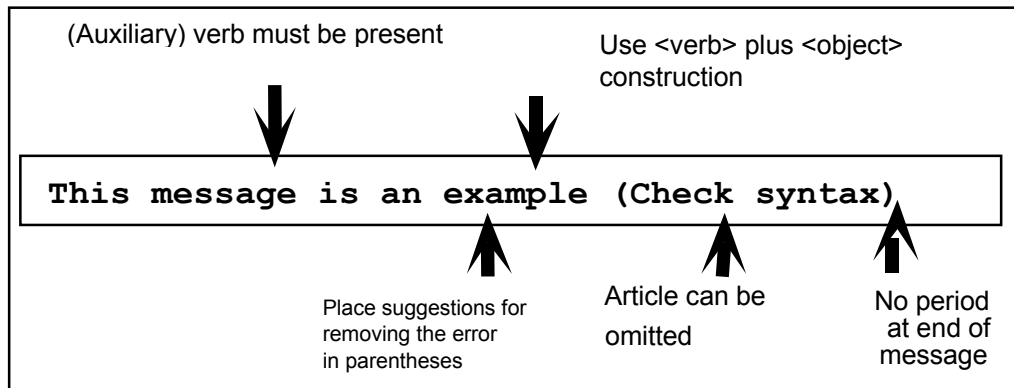 (Auxiliary) verb must be present
Use <verb> plus <object>
construction
This message is an example (Check syntax)
Place suggestions for
removing the error
in parentheses
Article can be
omitted
No period
at end of
message